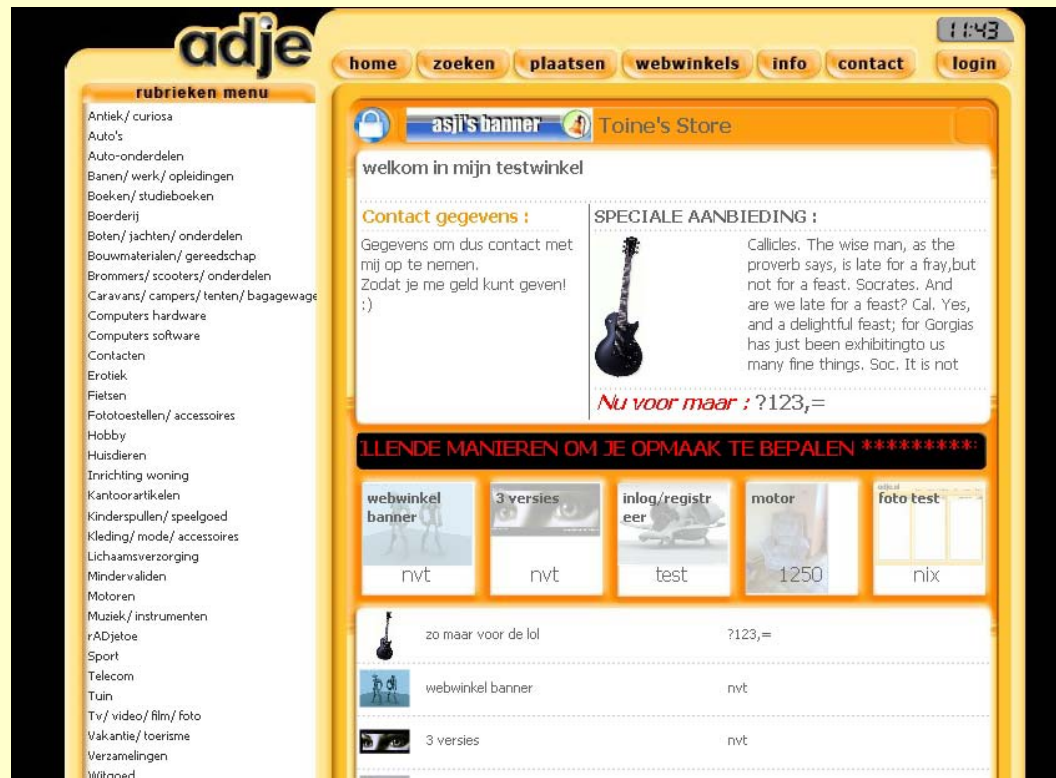 adje
11:43
home
zoeken
plaatsen
webwinkels
info
contact
login
rubrieken menu
Antiek/ curiosa
Auto's
Auto-onderdelen
Banen/ werk/ opleidingen
Boeken/ studieboeken
Boerderij
Boten/ jachten/ onderdelen
Bouwmaterialen/ gereedschap
Brommers/ scooters/ onderdelen
Caravans/ campers/ tenten/ bagagewage
Computers hardware
Computers software
Contacten
Erotiek
Fietsen
Fototoestellen/ accessoires
Hobby
Huisdieren
Inrichting woning
Kantoorartikelen
Kinderspullen/ speelgoed
Kleding/ mode/ accessoires
Lichaamsverzorging
Mindervaliden
Motoren
Muziek/ instrumenten
rADjetoe
Sport
Telecom
Tuin
Tv/ video/ film/ foto
Vakantie/ toerisme
Verzamelingen
Witgoed
asji's banner
Toine's Store
welkom in mijn testwinkel
Contact gegevens :
Gegevens om dus contact met
mij op te nemen.
Zodat je me geld kunt geven!
:)
SPECIALE AANBIEDING :
Callicles. The wise man, as the
proverb says, is late for a fray,but
not for a feast. Socrates. And
are we late for a feast? Cal. Yes,
and a delightful feast; for Gorgias
has just been exhibitingto us
many fine things. Soc. It is not
Nu voor maar : ?123,=
LLENDE MANIEREN OM JE OPMAAK TE BEPALEN *********
webwinkel
banner
nvt
3 versies
nvt
inlog/registr
eer
test
motor
1250
adje.nl
foto test
nix
zo maar voor de lol ?123,=
webwinkel banner nvt
3 versies nvt